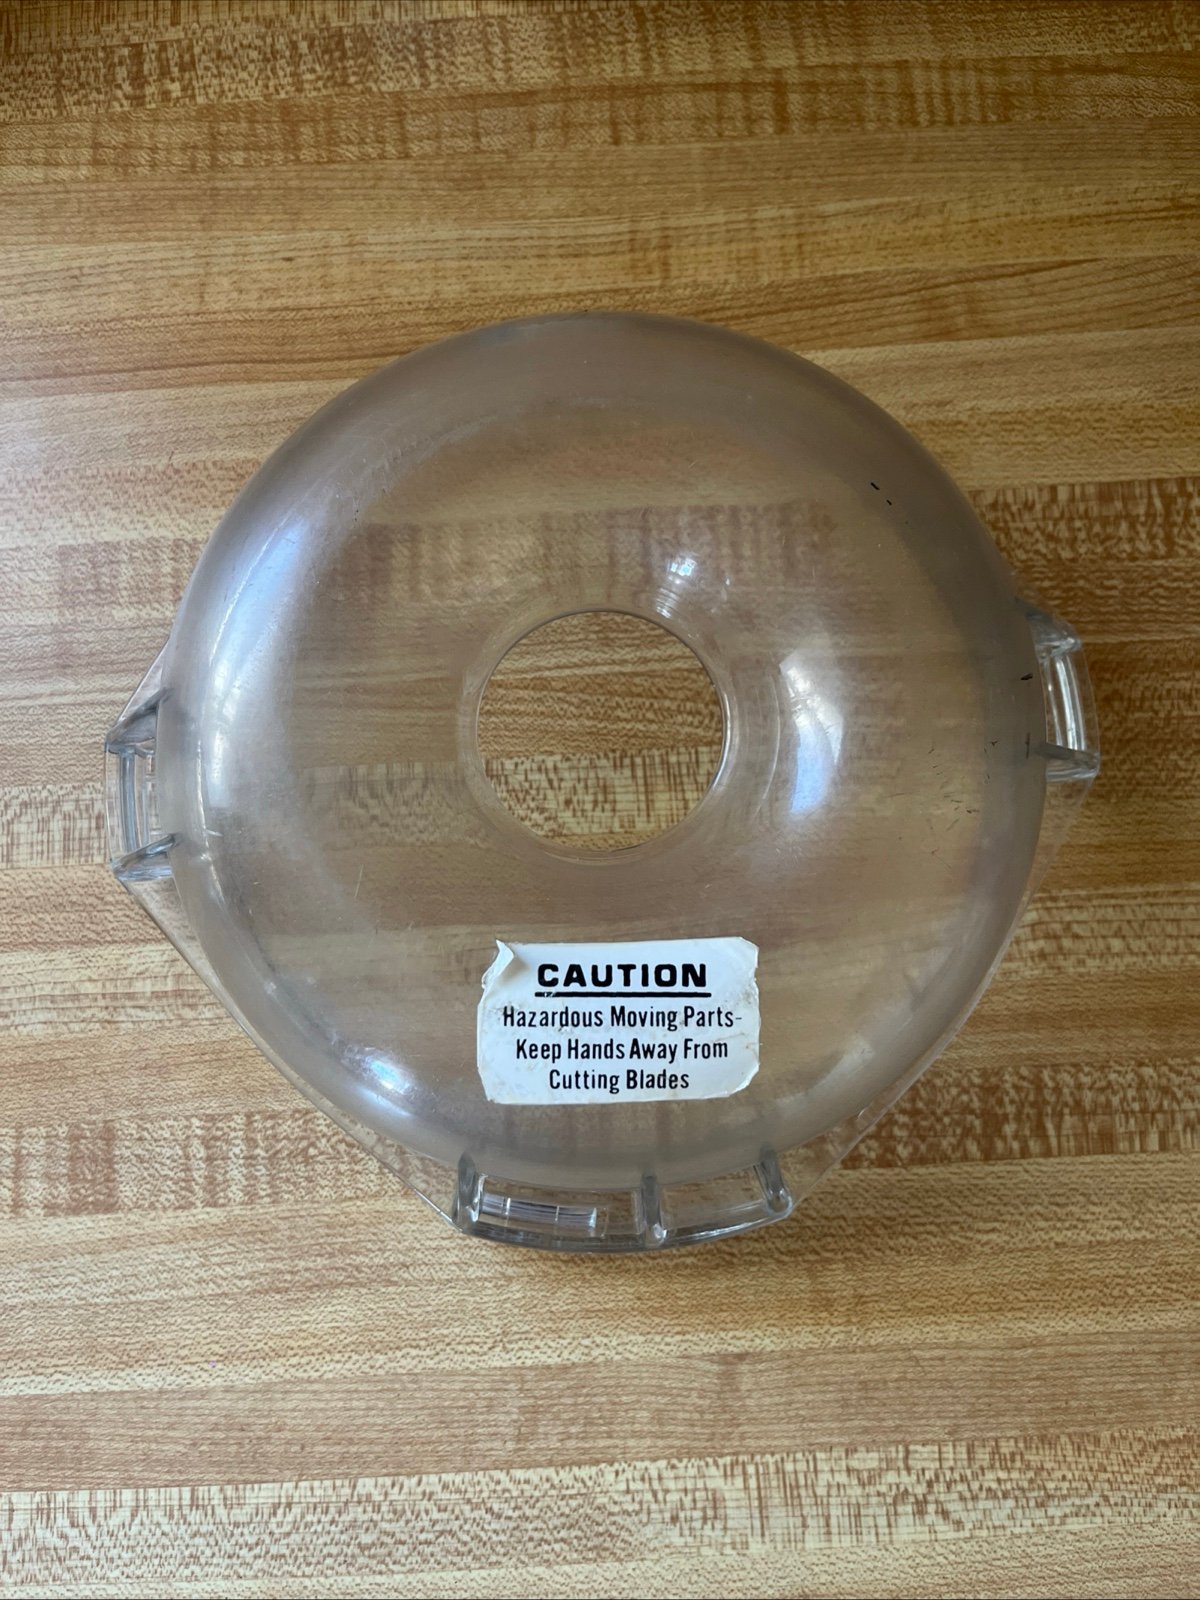 CAUTION
Hazardous Moving Parts-
Keep Hands Away From
Cutting Blades